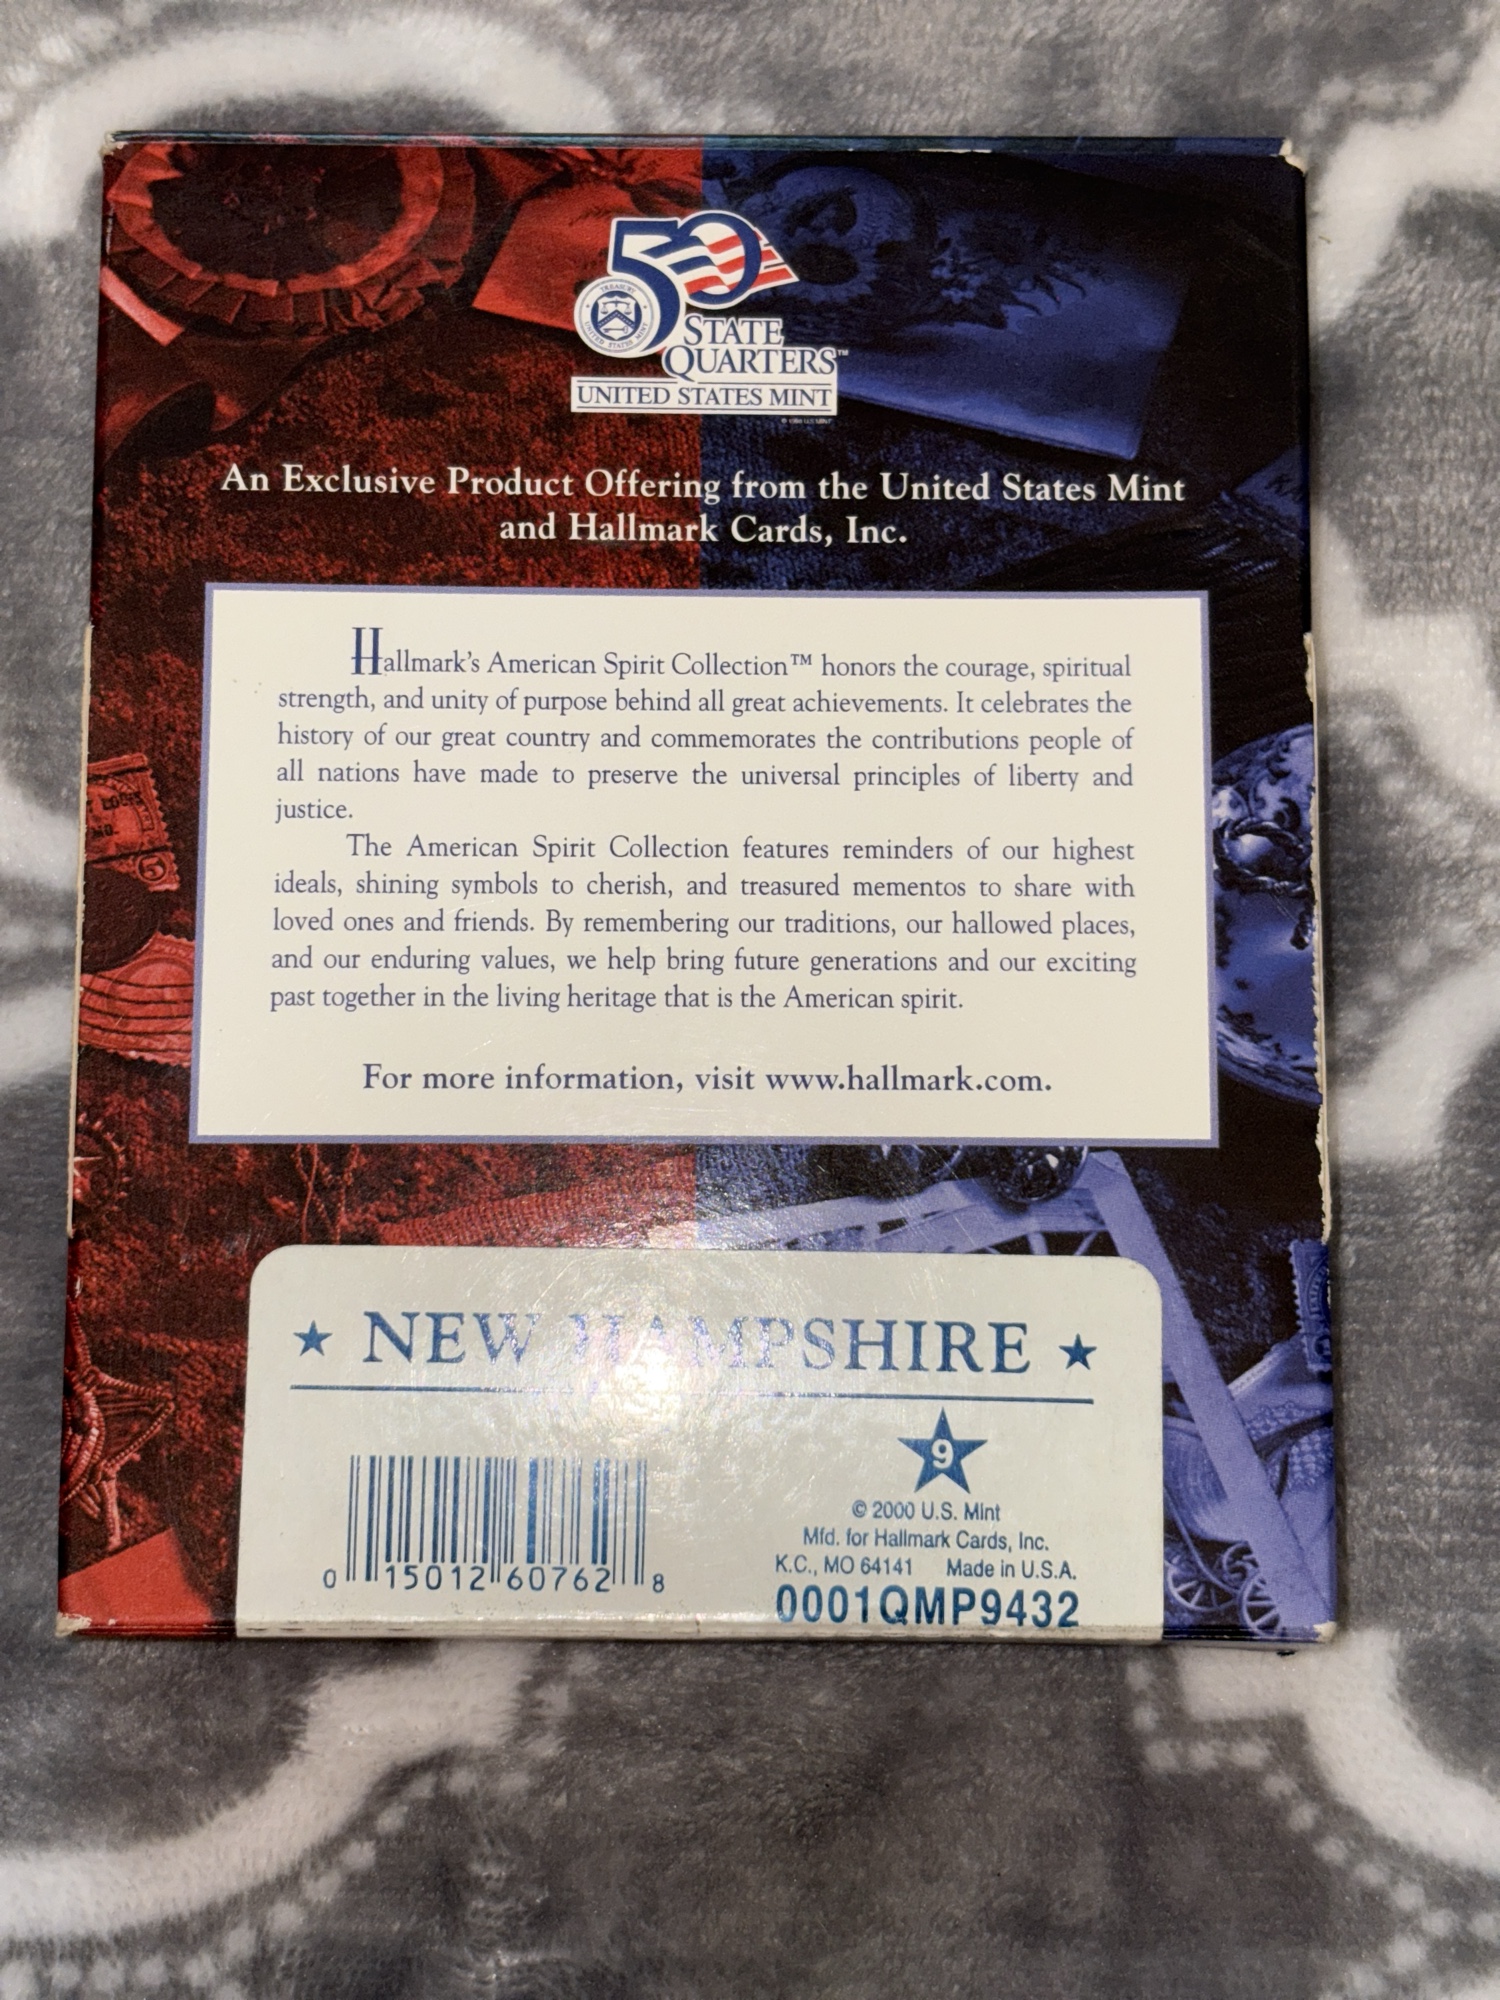 50
STATE
QUARTERS™
UNITED STATES MINT
An Exclusive Product Offering from the United States Mint
and Hallmark Cards, Inc.
Hallmark's American Spirit Collection™ honors the courage, spiritual
strength, and unity of purpose behind all great achievements. It celebrates the
history of our great country and commemorates the contributions people of
all nations have made to preserve the universal principles of liberty and
justice.
The American Spirit Collection features reminders of our highest
ideals, shining symbols to cherish, and treasured mementos to share with
loved ones and friends. By remembering our traditions, our hallowed places,
and our enduring values, we help bring future generations and our exciting
past together in the living heritage that is the American spirit.
For more information, visit www.hallmark.com.
★ NEW HAMPSHIRE ★
9
© 2000 U.S. Mint
Mfd. for Hallmark Cards, Inc.
K.C., MO 64141 Made in U.S.A.
0001QMP9432
0 15012 60762 8